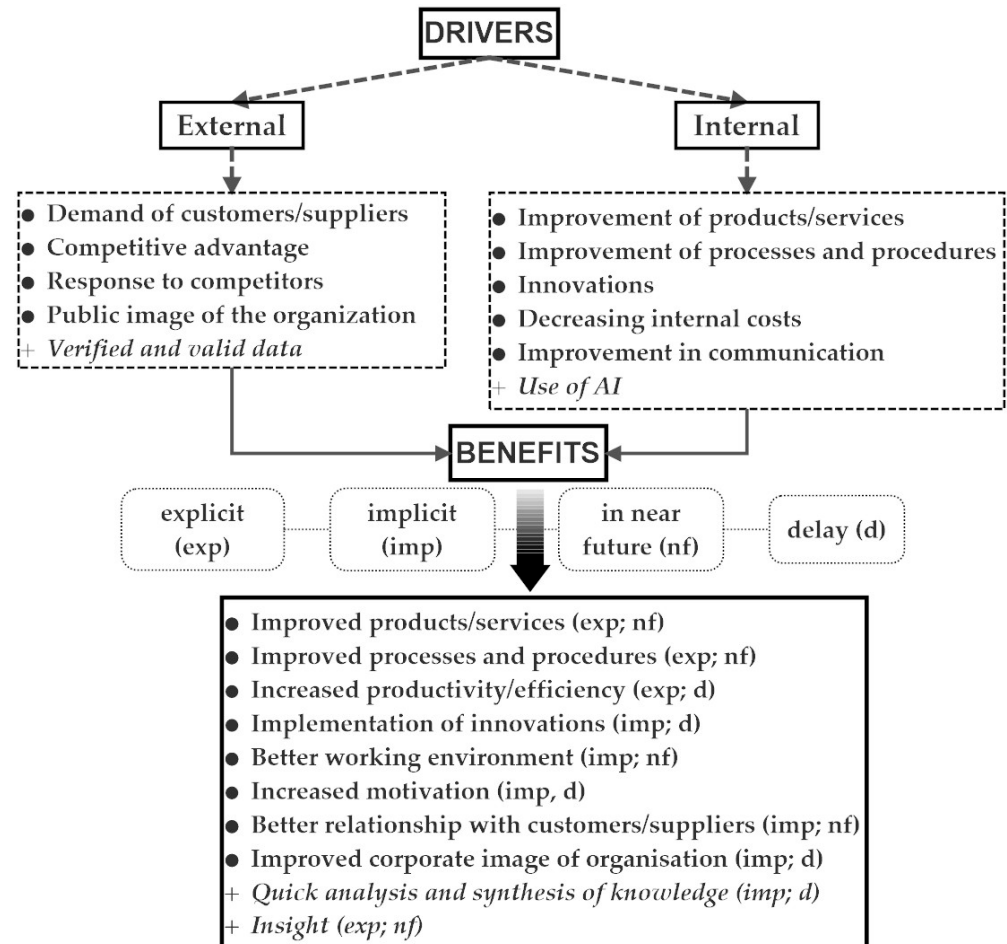 DRIVERS
External
Internal
● Demand of customers/suppliers
● Competitive advantage
● Response to competitors
● Public image of the organization
+ Verified and valid data
● Improvement of products/services
● Improvement of processes and procedures
● Innovations
● Decreasing internal costs
● Improvement in communication
+ Use of AI
BENEFITS
explicit
(exp)
implicit
(imp)
in near
future (nf)
delay (d)
● Improved products/services (exp; nf)
● Improved processes and procedures (exp; nf)
● Increased productivity/efficiency (exp; d)
● Implementation of innovations (imp; d)
● Better working environment (imp; nf)
● Increased motivation (imp, d)
● Better relationship with customers/suppliers (imp; nf)
● Improved corporate image of organisation (imp; d)
+ Quick analysis and synthesis of knowledge (imp; d)
+ Insight (exp; nf)